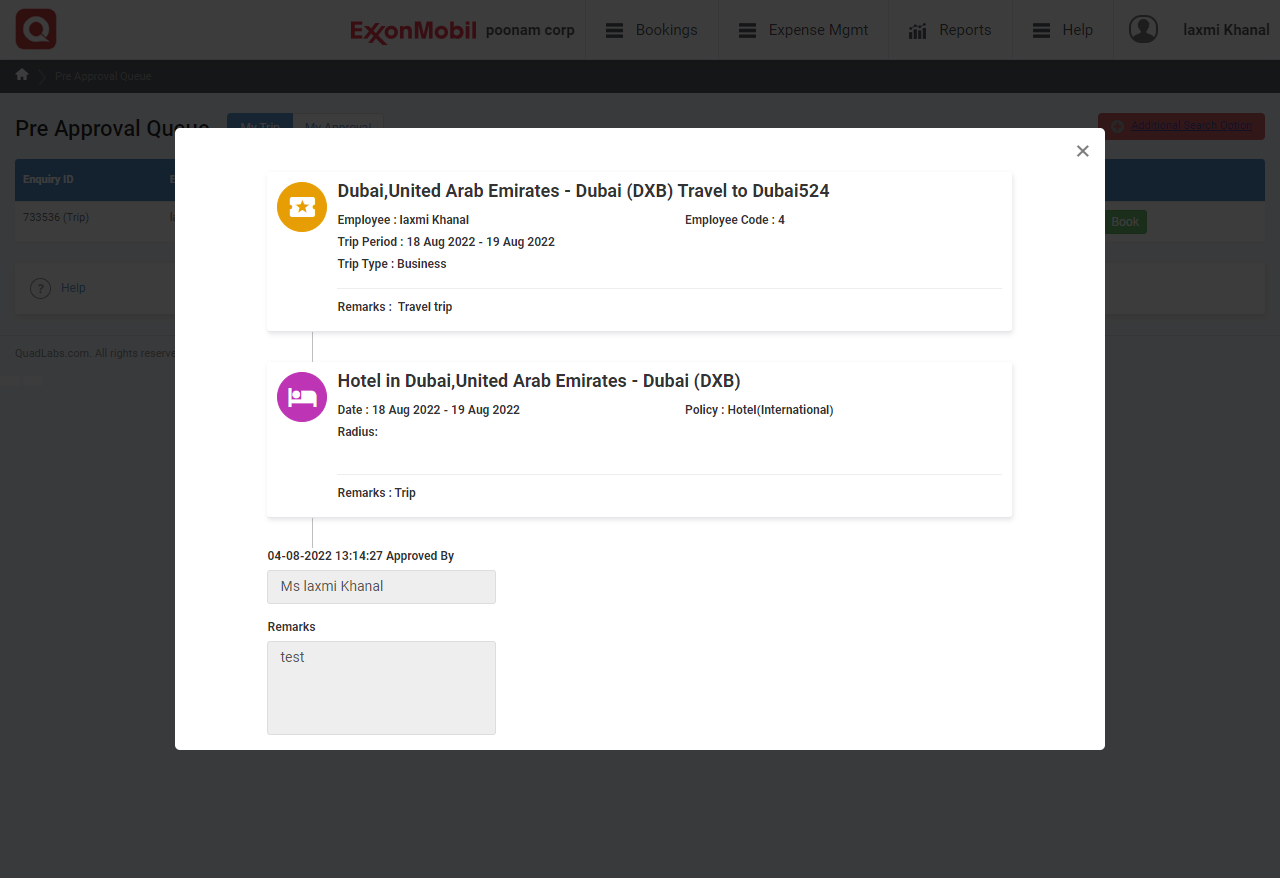 ExxonMobil poonam corp Bookings Expense Mgmt Reports Help laxmi Khanal
Pre Approval Queue
Pre Approval Queue My Trip My Approval Additional Search Option
Enquiry ID
733536 (Trip) Book
? Help
QuadLabs.com. All rights reserve
×
Dubai,United Arab Emirates - Dubai (DXB) Travel to Dubai524
Employee : laxmi Khanal Employee Code : 4
Trip Period : 18 Aug 2022 - 19 Aug 2022
Trip Type : Business
Remarks : Travel trip
Hotel in Dubai,United Arab Emirates - Dubai (DXB)
Date : 18 Aug 2022 - 19 Aug 2022 Policy : Hotel(International)
Radius:
Remarks : Trip
04-08-2022 13:14:27 Approved By
Ms laxmi Khanal
Remarks
test